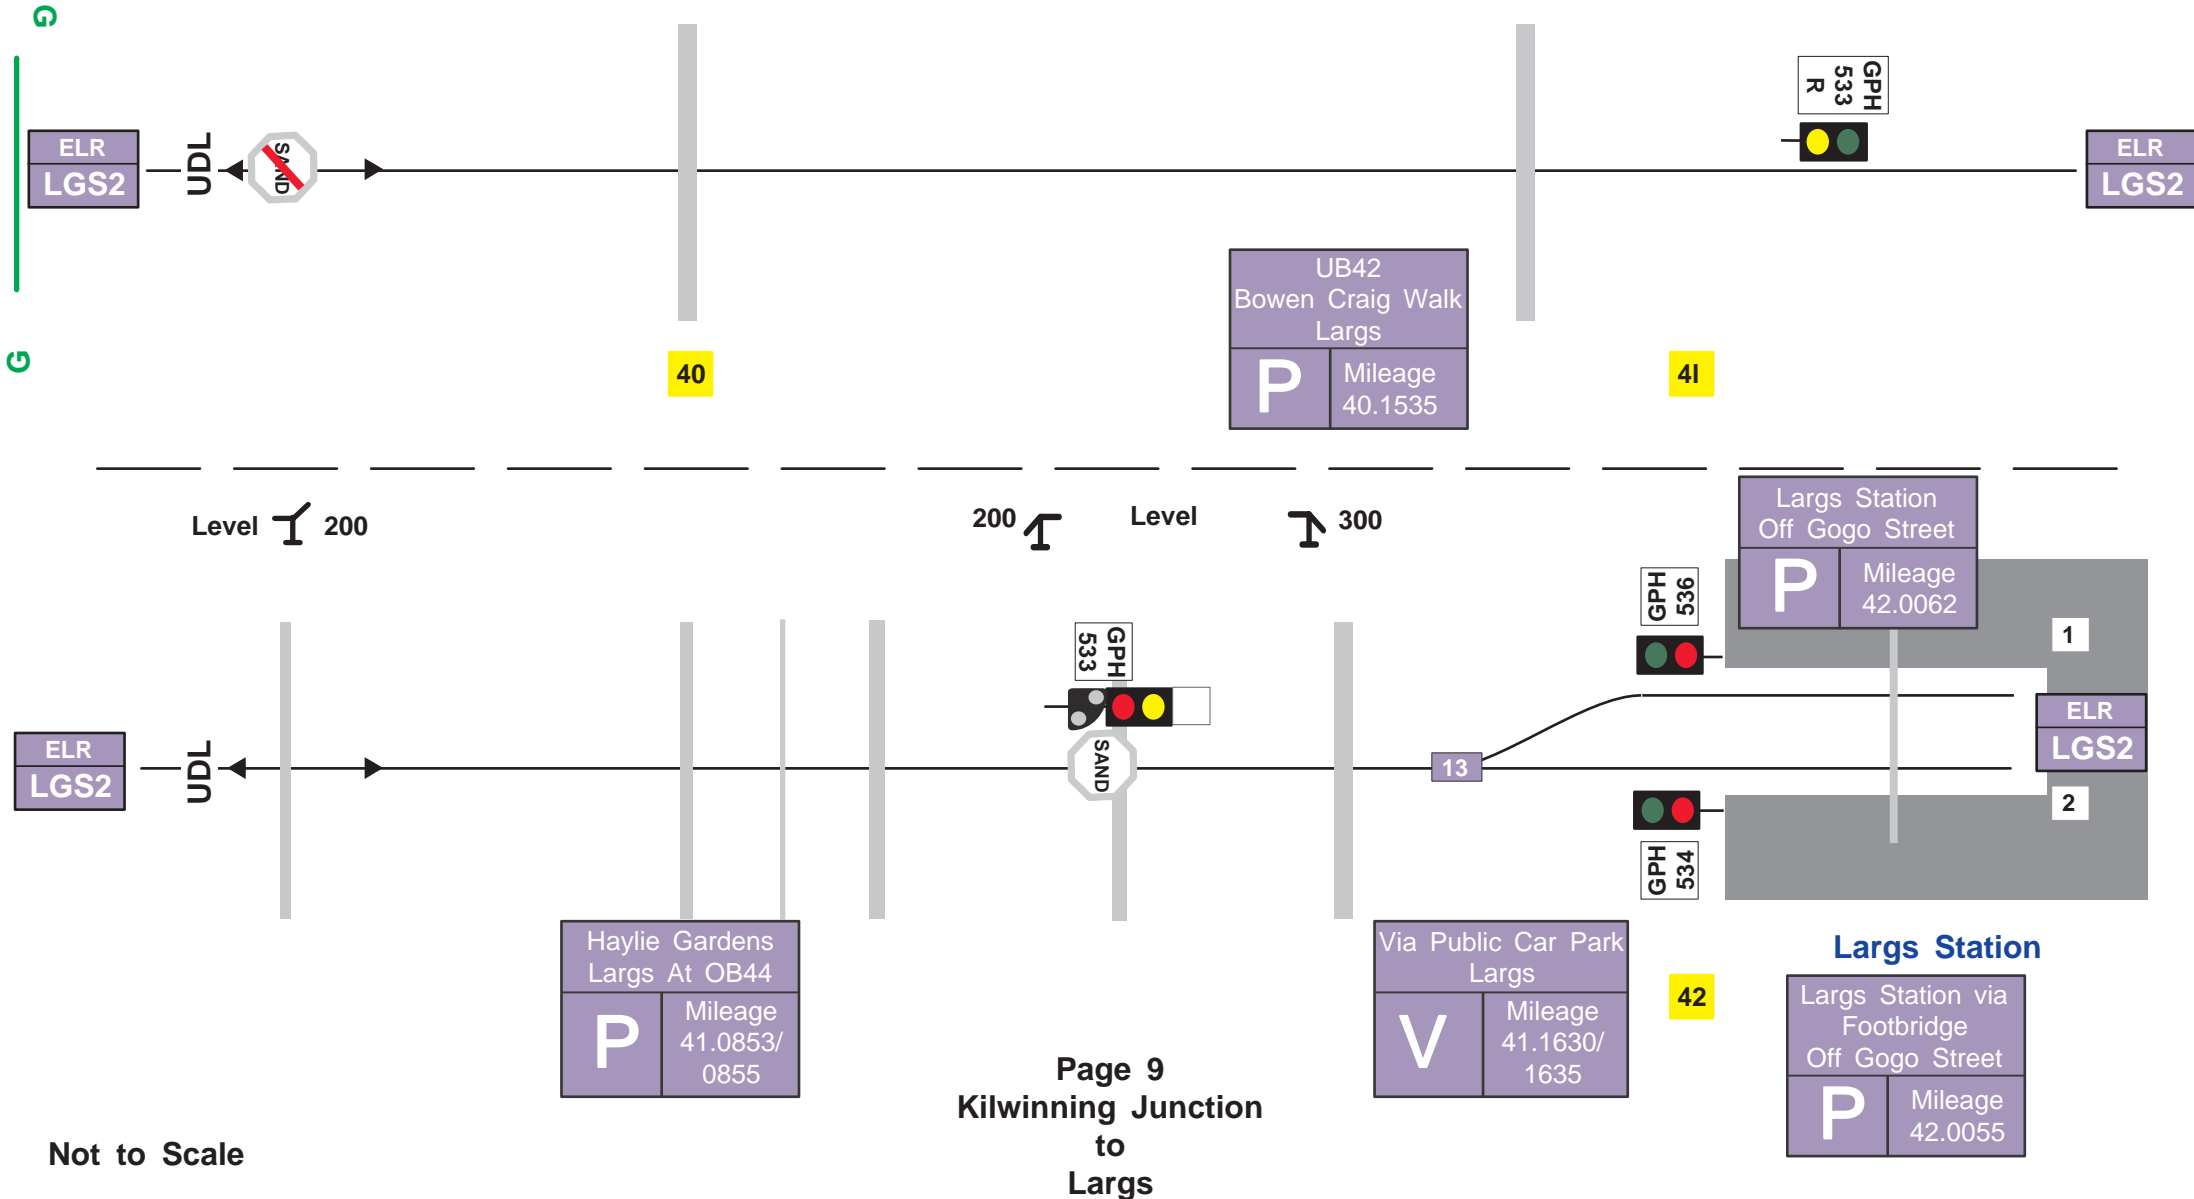 G
GPH
533
R
ELR
LGS2
UDL
SAND
ELR
LGS2
UB42
Bowen Craig Walk
Largs
P
Mileage
40.1535
G
40
4I
Level 200
200 Level 300
Largs Station
Off Gogo Street
P
Mileage
42.0062
GPH
536
1
GPH
533
ELR
LGS2
UDL
SAND
13
ELR
LGS2
2
GPH
534
Haylie Gardens
Largs At OB44
P
Mileage
41.0853/
0855
Via Public Car Park
Largs
V
Mileage
41.1630/
1635
42
Largs Station
Largs Station via
Footbridge
Off Gogo Street
P
Mileage
42.0055
Page 9
Kilwinning Junction
to
Largs
Not to Scale